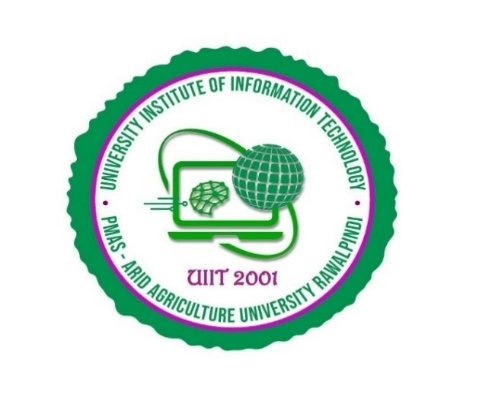 UNIVERSITY INSTITUTE OF INFORMATION TECHNOLOGY
UIIT 2001
PMAS - ARID AGRICULTURE UNIVERSITY RAWALPINDI